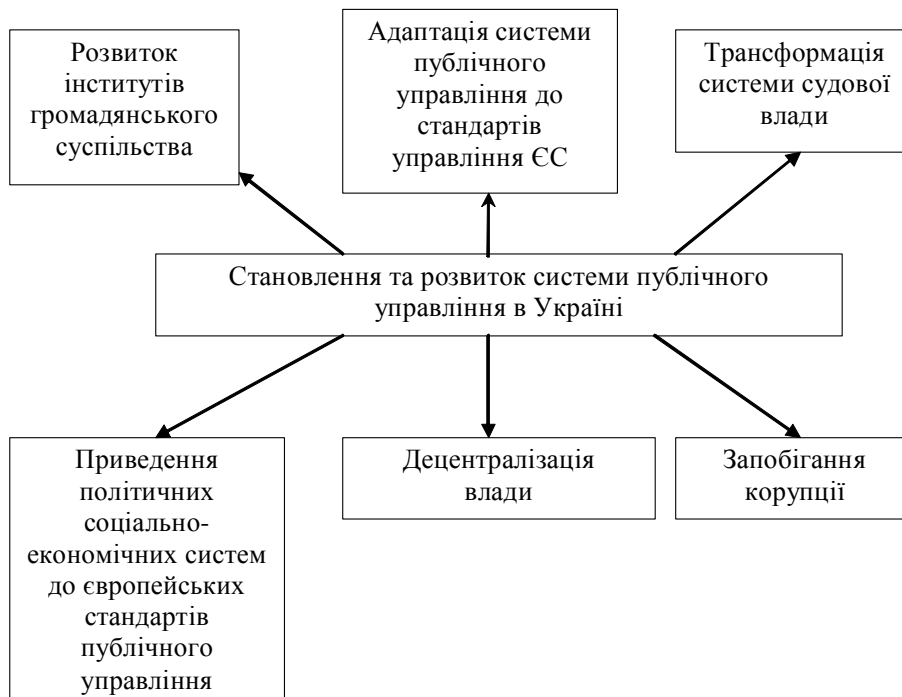 Розвиток
інститутів
громадянського
суспільства
Адаптація системи
публічного
управління до
стандартів
управління ЄС
Трансформація
системи судової
влади
Становлення та розвиток системи публічного
управління в Україні
Приведення
політичних
соціально-
економічних систем
до європейських
стандартів
публічного
управління
Децентралізація
влади
Запобігання
корупції